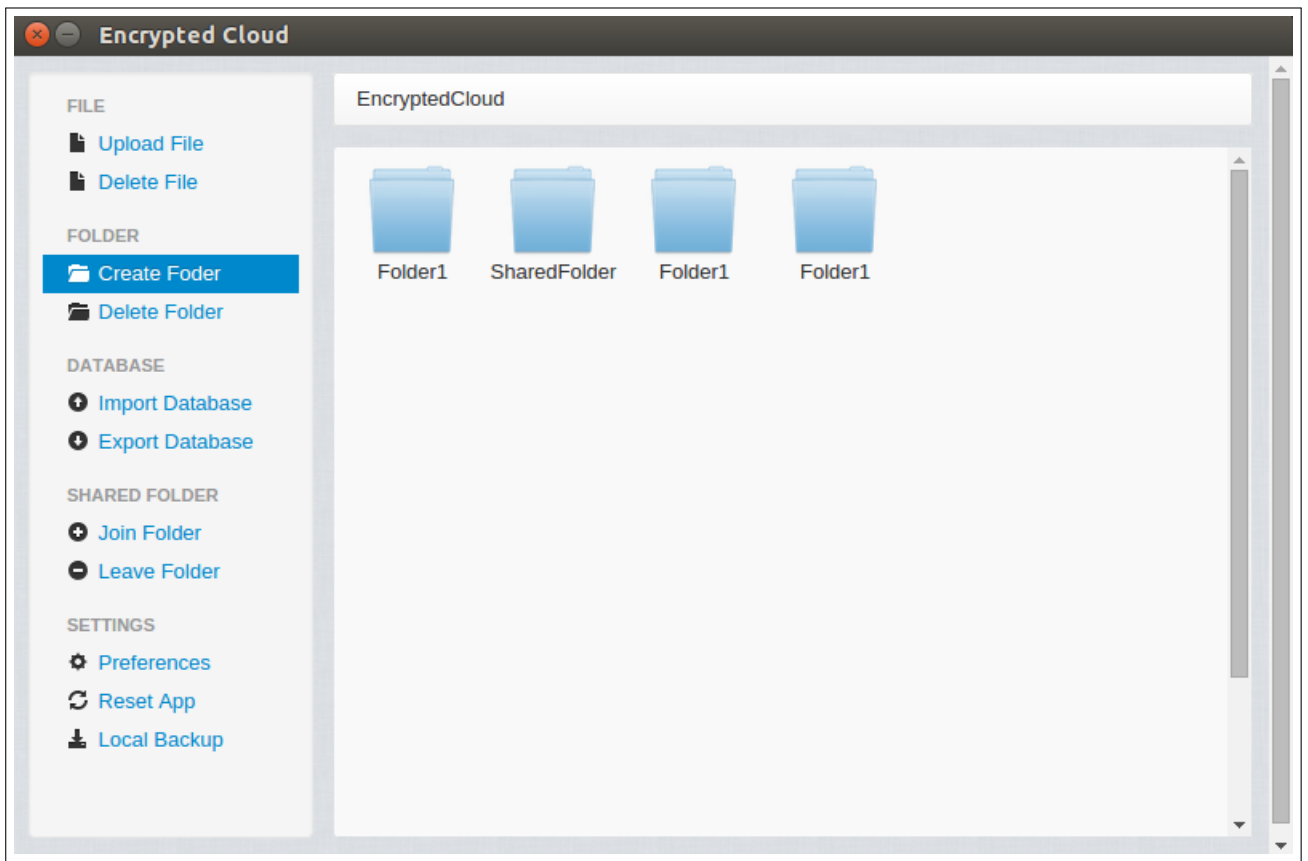 Encrypted Cloud
FILE
Upload File
Delete File
FOLDER
Create Foder
Delete Folder
DATABASE
Import Database
Export Database
SHARED FOLDER
Join Folder
Leave Folder
SETTINGS
Preferences
Reset App
Local Backup
EncryptedCloud
Folder1 SharedFolder Folder1 Folder1